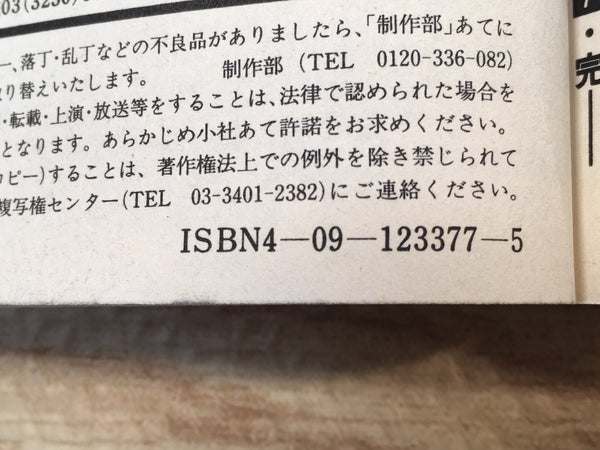 03(3230)
一、落丁・乱丁などの不良品がありましたら、「制作部」あてに
り替えいたします。 制作部(TEL 0120-336-082)
・転載・上演・放送等をすることは、法律で認められた場合を
となります。あらかじめ小社あて許諾をお求めください。
コピー)することは、著作権法上での例外を除き禁じられて
複写権センター(TEL 03-3401-2382)にご連絡ください。
ISBN4―09―123377―5
・完―